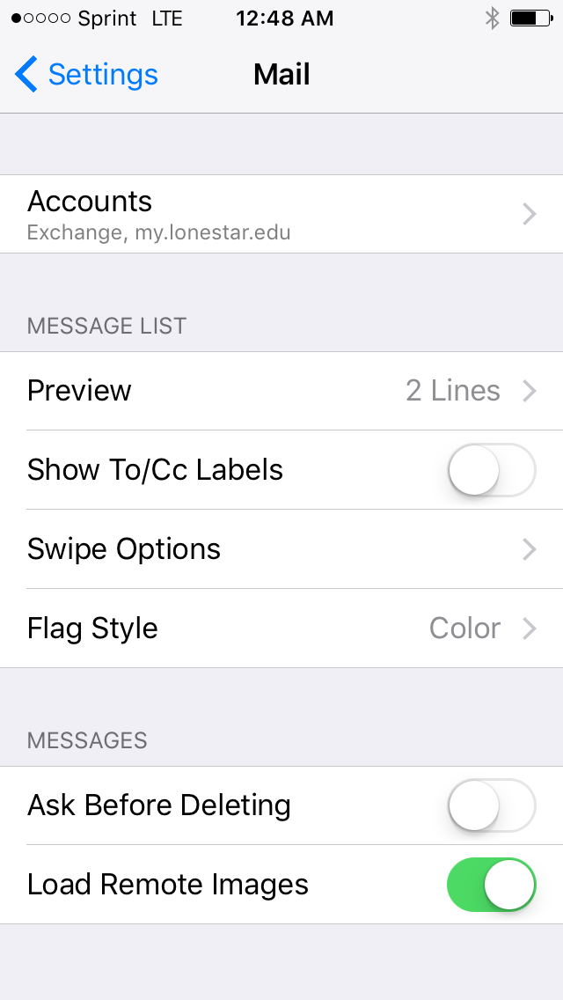 Sprint LTE 12:48 AM
Settings Mail
Accounts
Exchange, my.lonestar.edu
MESSAGE LIST
Preview 2 Lines
Show To/Cc Labels
Swipe Options
Flag Style Color
MESSAGES
Ask Before Deleting
Load Remote Images